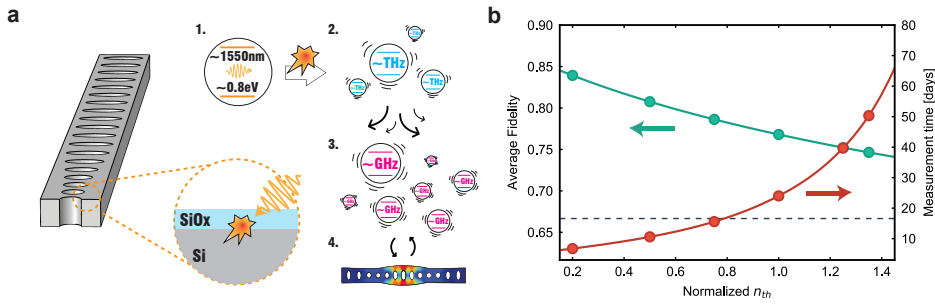 a
1.
~1550nm
~0.8eV
2.
~THz
~THz
~THz
~THz
3.
~GHz
~GHz
~GHz
~GHz
~GHz
~GHz
~GHz
4.
SiOx
Si
b
0.90
0.85
0.80
0.75
0.70
0.65
Average Fidelity
80
70
60
50
40
30
20
10
Measurement time [days]
0.2
0.4
0.6
0.8
1.0
1.2
1.4
Normalized n_th